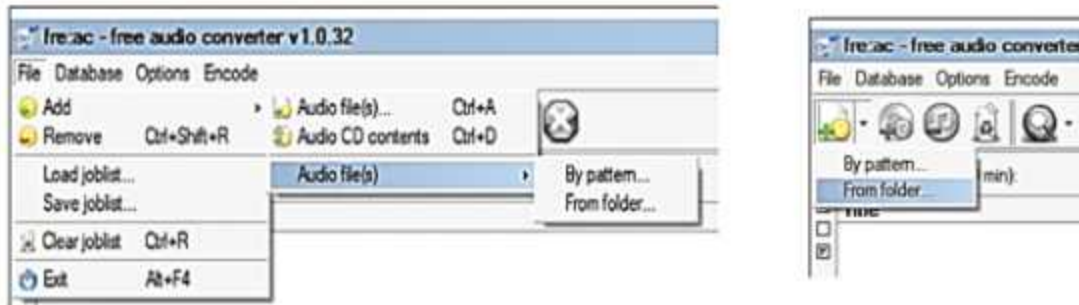 fre:ac - free audio converter v1.0.32
File Database Options Encode
Add Audio file(s)... Ctrl+A
Remove Ctrl+Shift+R Audio CD contents Ctrl+D
Load joblist... Audio file(s) By pattern...
Save joblist... From folder...
Clear joblist Ctrl+R
Exit Alt+F4
fre:ac - free audio converter
File Database Options Encode
By pattern...
min):
From folder...
Title